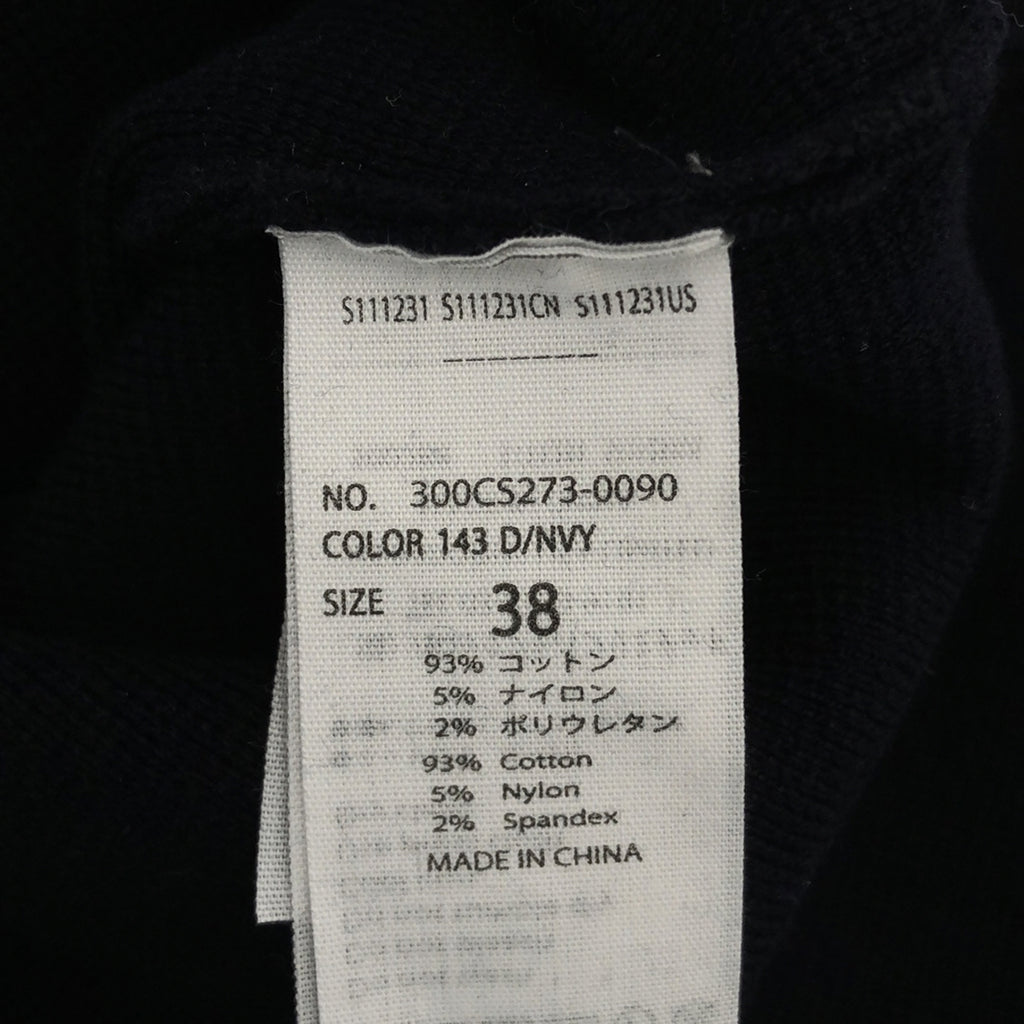 S111231 S111231CN S111231US
-------
NO. 300CS273-0090
COLOR 143 D/NVY
SIZE 38
93% コットン
5% ナイロン
2% ポリウレタン
93% Cotton
5% Nylon
2% Spandex
MADE IN CHINA